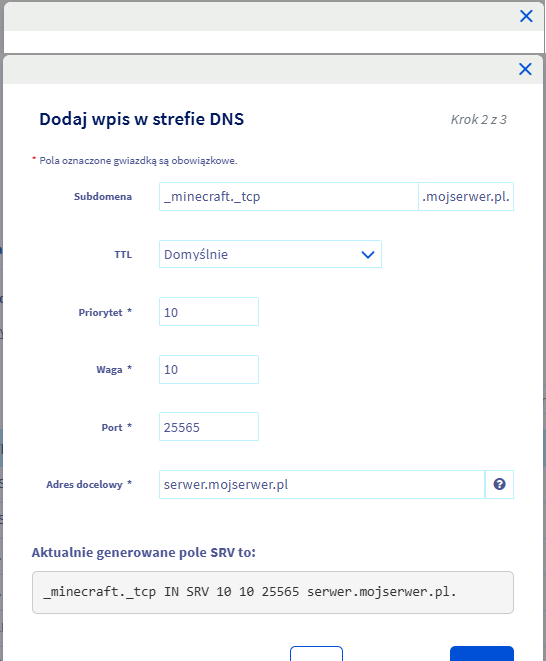 Dodaj wpis w strefie DNS
Krok 2 z 3
* Pola oznaczone gwiazdką są obowiązkowe.
Subdomena _minecraft._tcp .mojserwer.pl.
TTL Domyślnie
Priorytet * 10
Waga * 10
Port * 25565
Adres docelowy * serwer.mojserwer.pl
Aktualnie generowane pole SRV to:
_minecraft._tcp IN SRV 10 10 25565 serwer.mojserwer.pl.